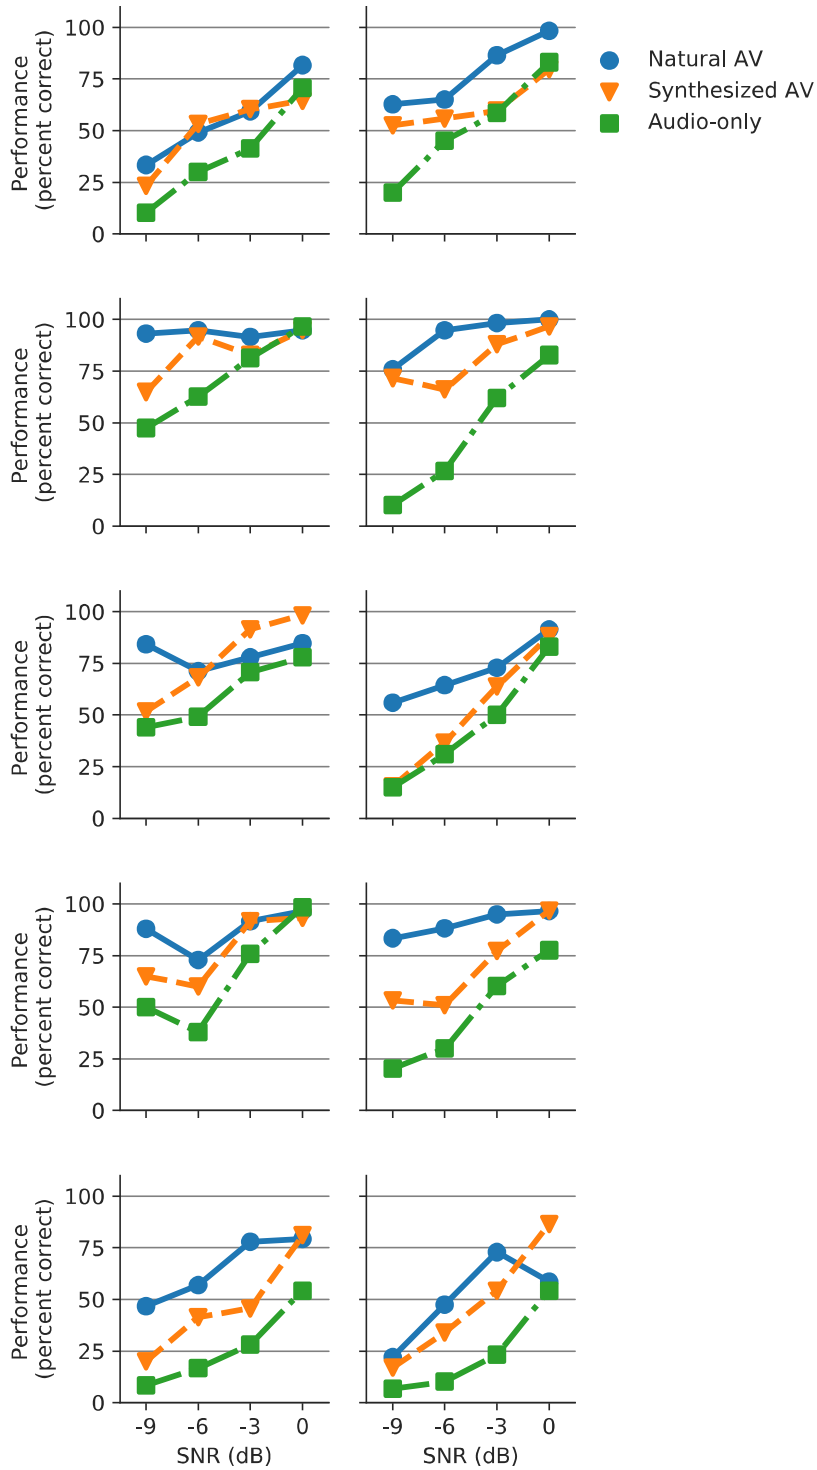 100
75
50
25
0
Performance
(percent correct)
Natural AV
Synthesized AV
Audio-only
100
75
50
25
0
Performance
(percent correct)
100
75
50
25
0
Performance
(percent correct)
100
75
50
25
0
Performance
(percent correct)
100
75
50
25
0
Performance
(percent correct)
-9 -6 -3 0
SNR (dB)
-9 -6 -3 0
SNR (dB)